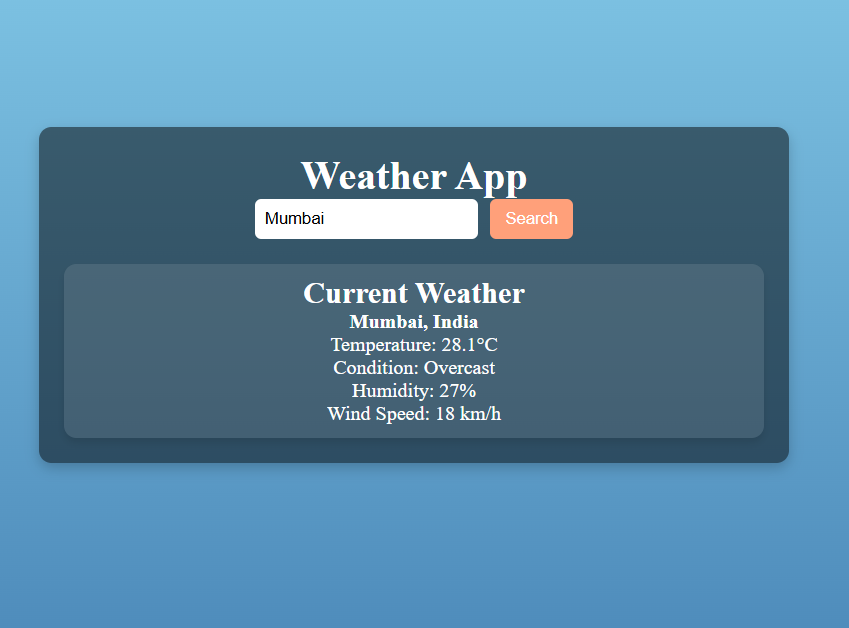 Weather App
Mumbai Search
Current Weather
Mumbai, India
Temperature: 28.1°C
Condition: Overcast
Humidity: 27%
Wind Speed: 18 km/h